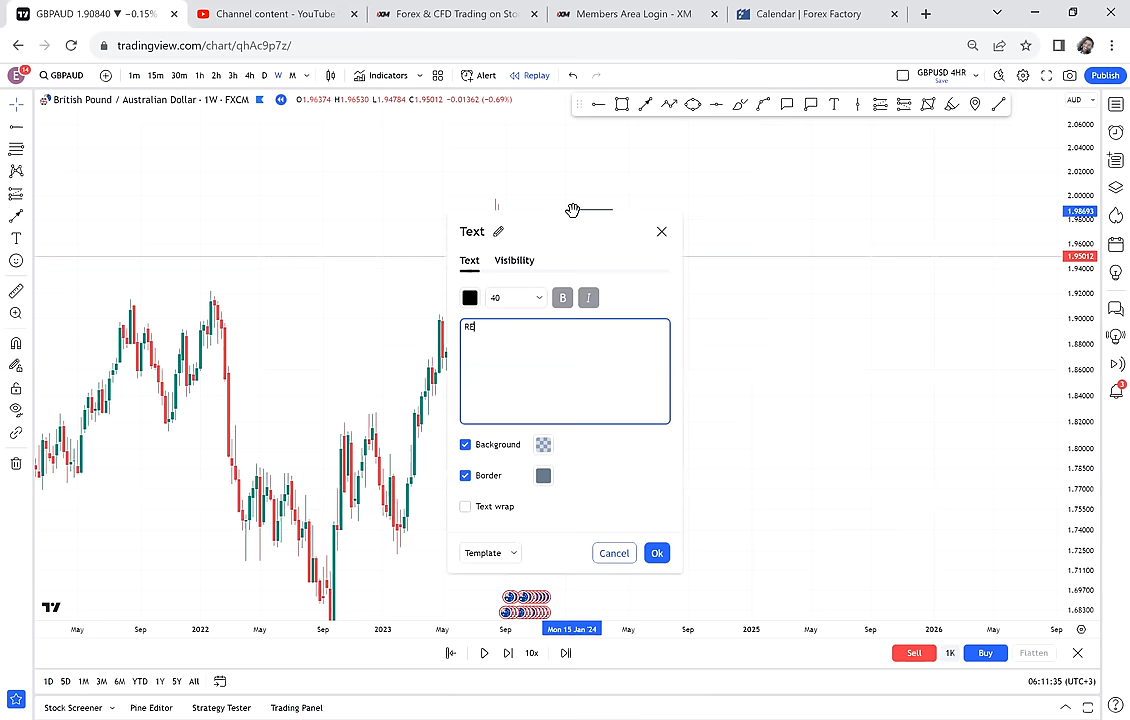 GBPAUD 1.90840 ▼ −0.15%
Channel content - YouTube
Forex & CFD Trading on Sto
Members Area Login - XM
Calendar | Forex Factory
tradingview.com/chart/qhAc9p7z/
E 14 GBPAUD 1m 15m 30m 1h 2h 3h 4h D W M Indicators Alert Replay GBPUSD 4HR Save Publish
British Pound / Australian Dollar · 1W · FXCM O1.96374 H1.96530 L1.94784 C1.95012 −0.01362 (−0.69%)
AUD
2.06000
2.04000
2.02000
2.00000
1.98693
1.98000
1.96000
1.95012
1.94000
1.92000
1.90000
1.88000
1.86000
1.84000
1.82000
1.80000
1.78500
1.77000
1.75500
1.74000
1.72500
1.71100
1.69700
1.68300
Text
Text Visibility
40 B I
RE
Background
Border
Text wrap
Template Cancel Ok
May Sep 2022 May Sep 2023 May Sep Mon 15 Jan '24 May Sep 2025 May Sep 2026 May Sep
10x Sell 1K Buy Flatten
1D 5D 1M 3M 6M YTD 1Y 5Y All 06:11:35 (UTC+3)
Stock Screener Pine Editor Strategy Tester Trading Panel
3